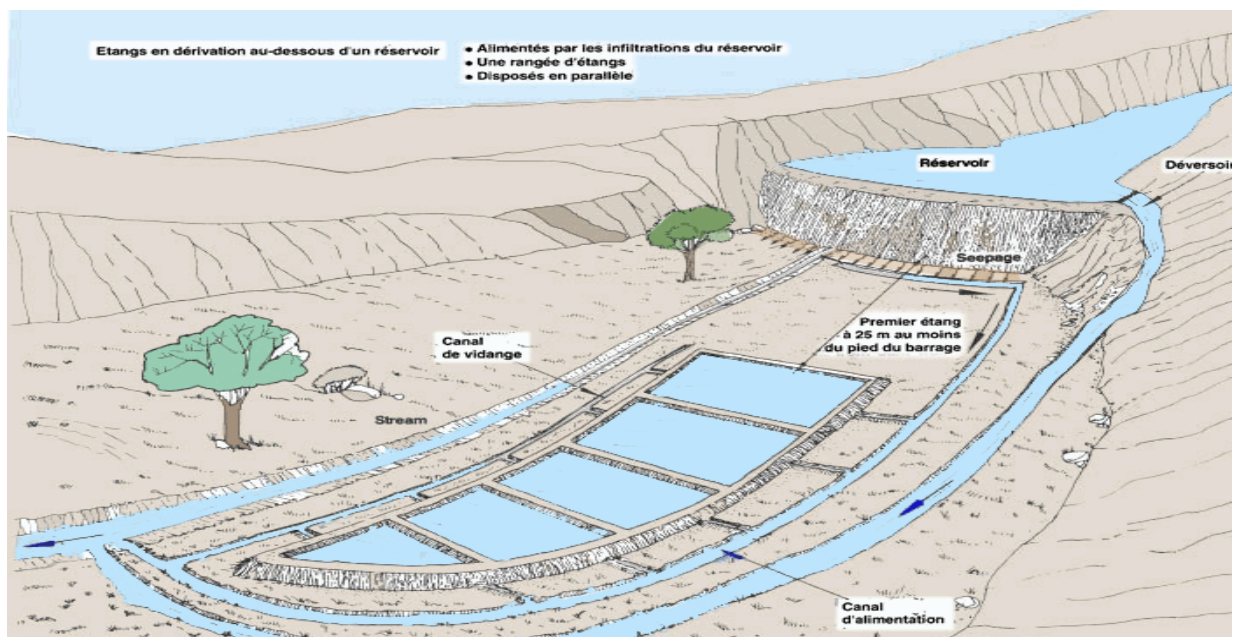 Etangs en dérivation au-dessous d'un réservoir
• Alimentés par les infiltrations du réservoir
• Une rangée d'étangs
• Disposés en parallèle
Réservoir
Déversoir
Seepage
Premier étang
à 25 m au moins
du pied du barrage
Canal
de vidange
Stream
Canal
d'alimentation